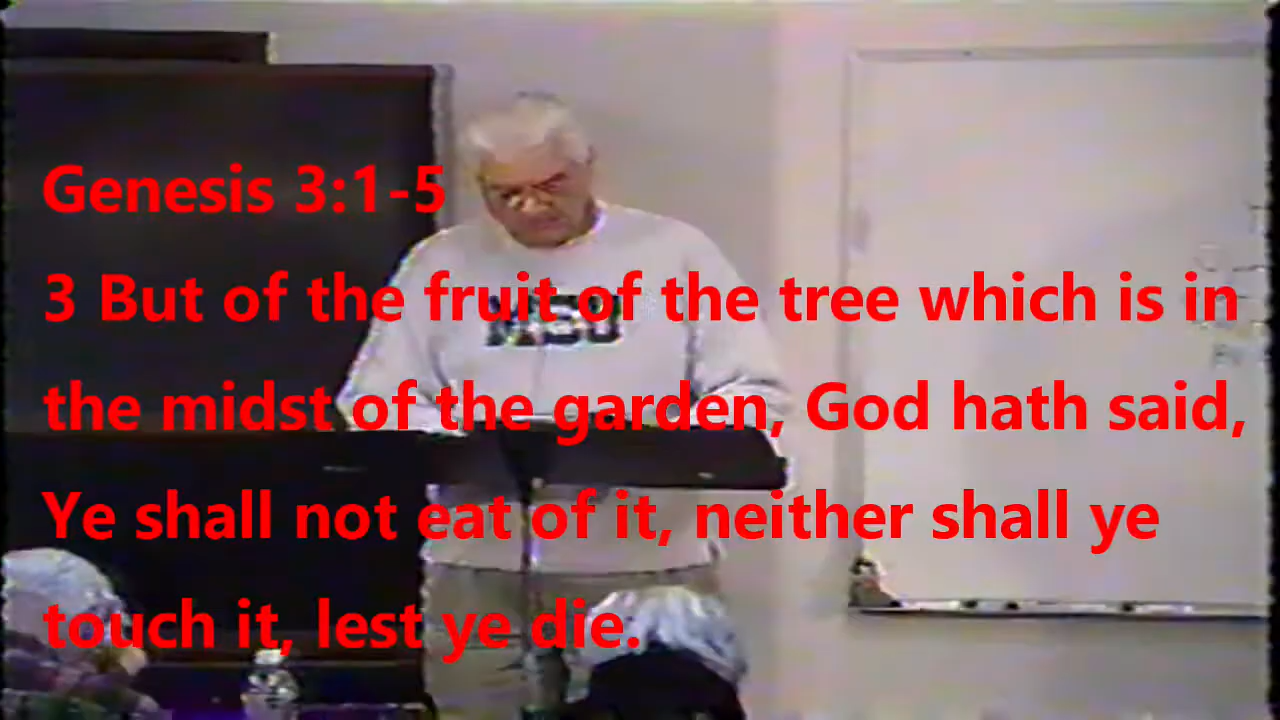 Genesis 3:1-5
3 But of the fruit of the tree which is in
the midst of the garden, God hath said,
Ye shall not eat of it, neither shall ye
touch it, lest ye die.